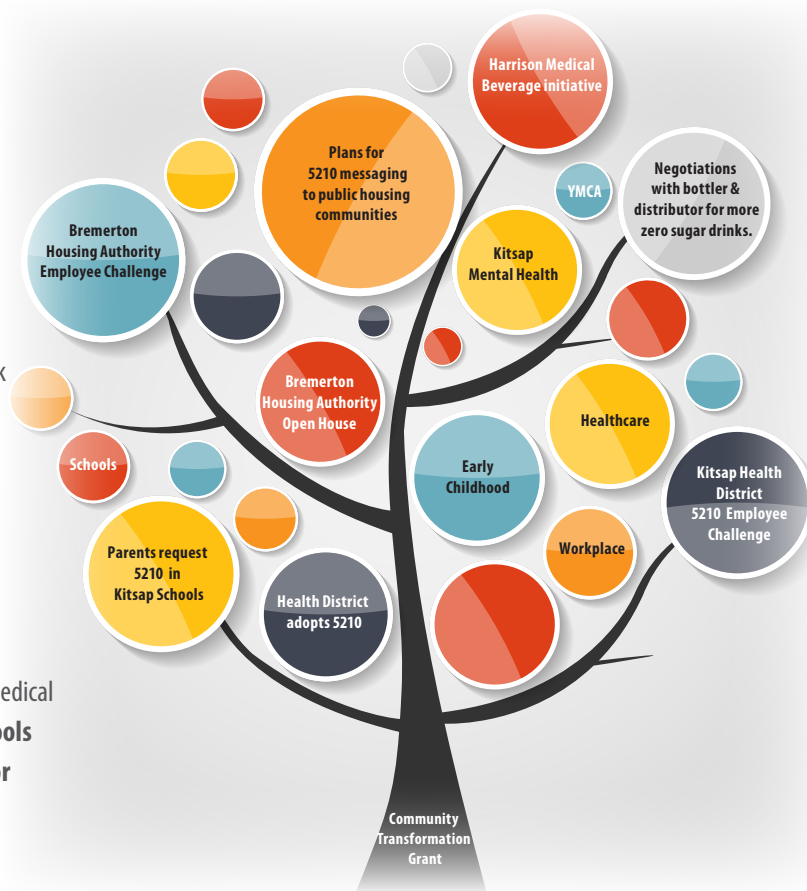 Harrison Medical
Beverage initiative
Plans for
5210 messaging
to public housing
communities
YMCA
Negotiations
with bottler &
distributor for more
zero sugar drinks.
Bremerton
Housing Authority
Employee Challenge
Kitsap
Mental Health
Bremerton
Housing Authority
Open House
Healthcare
Schools
Early
Childhood
Kitsap Health
District
5210 Employee
Challenge
Parents request
5210 in
Kitsap Schools
Workplace
Health District
adopts 5210
Community
Transformation
Grant